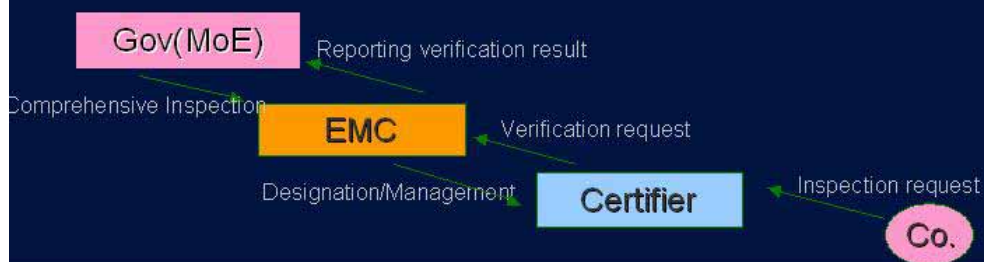 Gov(MoE)
Reporting verification result
Comprehensive Inspection
EMC
Verification request
Designation/Management
Certifier
Inspection request
Co.